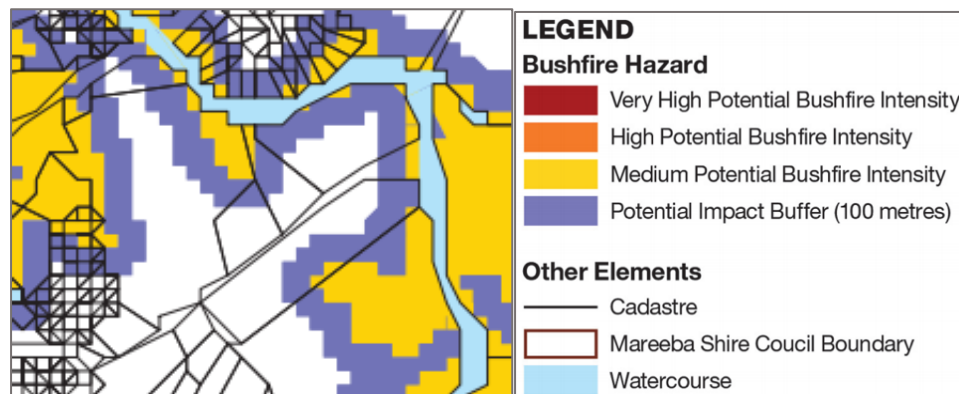 LEGEND
Bushfire Hazard
Very High Potential Bushfire Intensity
High Potential Bushfire Intensity
Medium Potential Bushfire Intensity
Potential Impact Buffer (100 metres)
Other Elements
Cadastre
Mareeba Shire Coucil Boundary
Watercourse